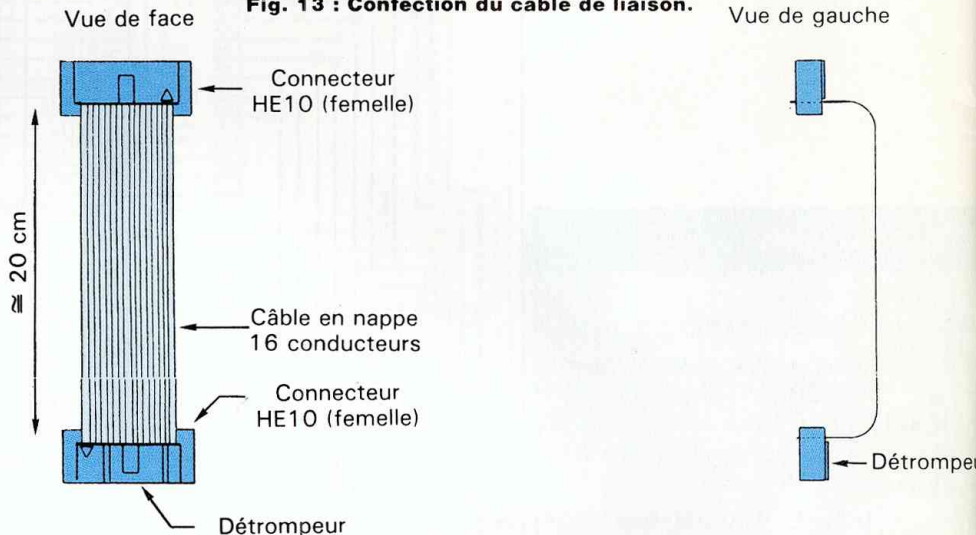 Fig. 13 : Confection du câble de liaison.
Vue de face
Vue de gauche
Connecteur
HE10 (femelle)
≅ 20 cm
Câble en nappe
16 conducteurs
Connecteur
HE10 (femelle)
Détrompeur
Détrompeu